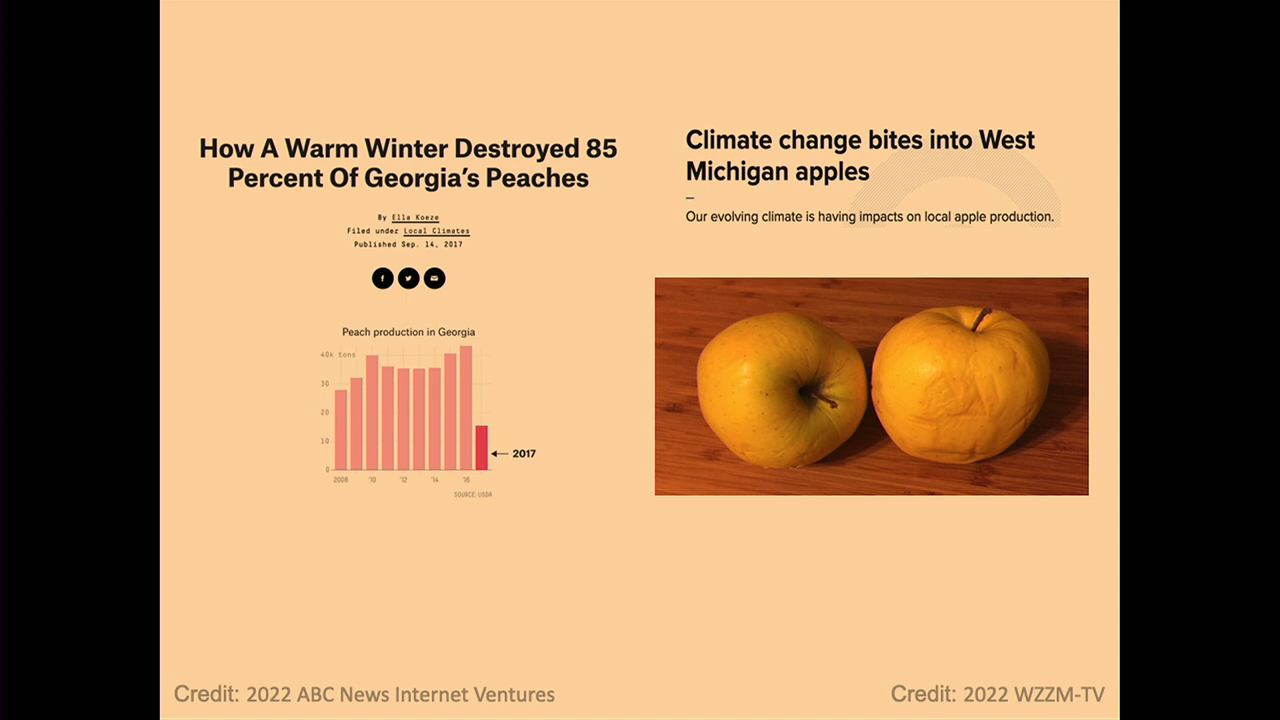 How A Warm Winter Destroyed 85
Percent Of Georgia's Peaches
By Ella Koeze
Filed under Local Climates
Published Sep. 14, 2017
Peach production in Georgia
40k tons
30
20
10
0
2017
2008 '10 '12 '14 '16
SOURCE: USDA
Climate change bites into West
Michigan apples
Our evolving climate is having impacts on local apple production.
Credit: 2022 ABC News Internet Ventures
Credit: 2022 WZZM-TV